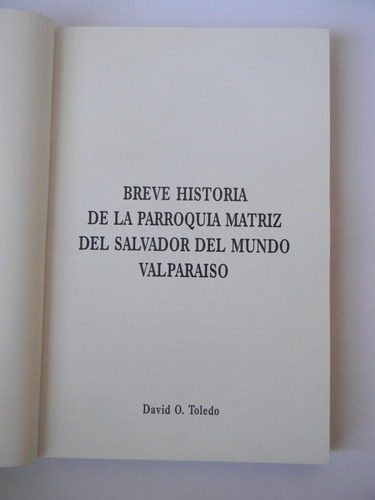 BREVE HISTORIA
DE LA PARROQUIA MATRIZ
DEL SALVADOR DEL MUNDO
VALPARAISO
David O. Toledo